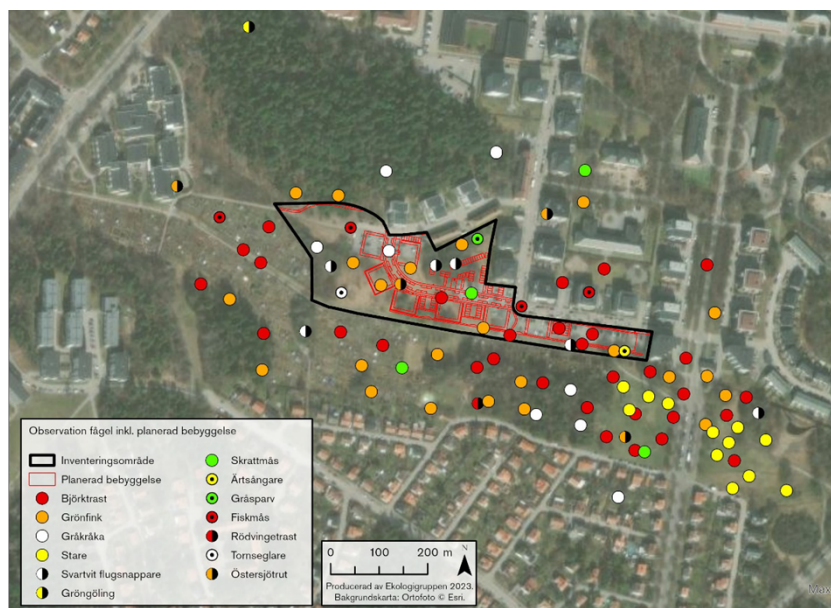 Observation fågel inkl. planerad bebyggelse
Inventeringsområde
Planerad bebyggelse
Björktrast
Grönfink
Gråkråka
Stare
Svartvit flugsnappare
Gröngöling
Skrattmås
Ärtsångare
Gråsparv
Fiskmås
Rödvingetrast
Tornseglare
Östersjötrut
0 100 200 m
N
Producerad av Ekologigruppen 2023.
Bakgrundskarta: Ortofoto © Esri.